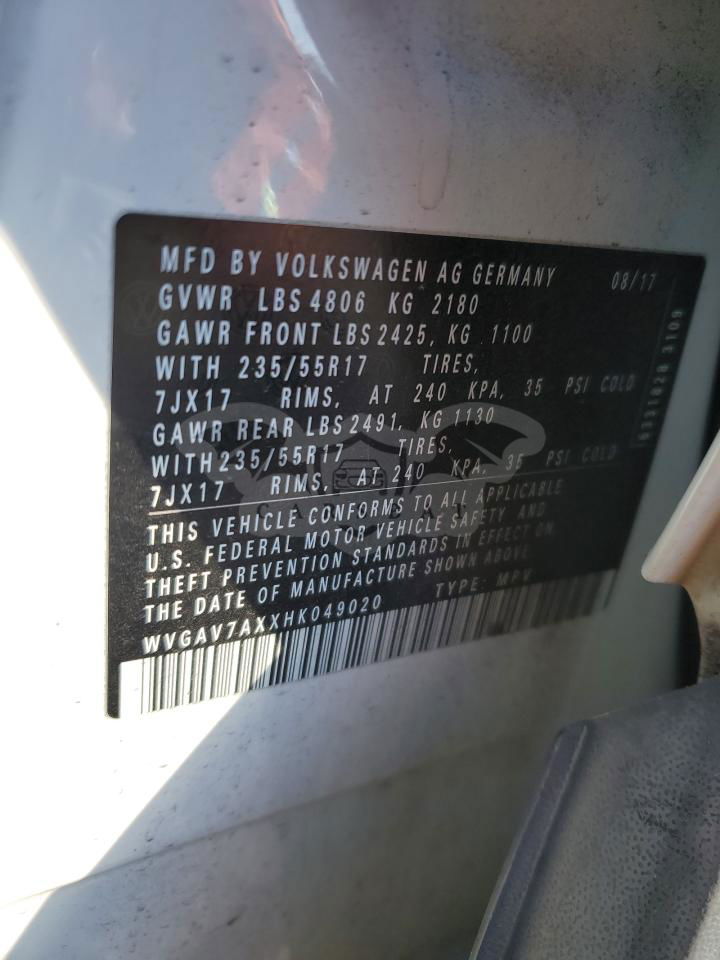 MFD BY VOLKSWAGEN AG GERMANY 08/17
GVWR LBS 4806 KG 2180
GAWR FRONT LBS 2425, KG 1100
WITH 235/55R17 TIRES,
7JX17 RIMS, AT 240 KPA, 35 PSI COLD
GAWR REAR LBS 2491, KG 1130
WITH 235/55R17 TIRES,
7JX17 RIMS, AT 240 KPA, 35 PSI COLD
THIS VEHICLE CONFORMS TO ALL APPLICABLE
U.S. FEDERAL MOTOR VEHICLE SAFETY AND
THEFT PREVENTION STANDARDS IN EFFECT ON
THE DATE OF MANUFACTURE SHOWN ABOVE
WVGAV7AXXHK049020 TYPE: MPV